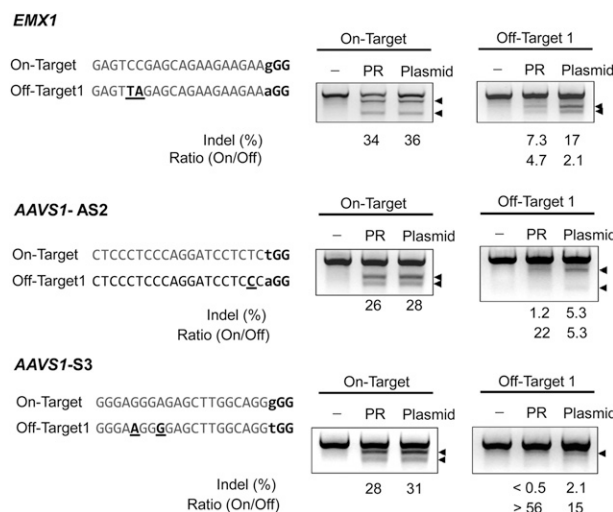 EMX1
On-Target Off-Target 1
On-Target GAGTCCGAGCAGAAGAAGAAgGG
– PR Plasmid – PR Plasmid
Off-Target1 GAGTTAGAGCAGAAGAAGAAaGG
Indel (%) 34 36 7.3 17
Ratio (On/Off) 4.7 2.1
AAVS1- AS2
On-Target Off-Target 1
– PR Plasmid – PR Plasmid
On-Target CTCCCTCCCAGGATCCTCTCtGG
Off-Target1 CTCCCTCCCAGGATCCTCCCaGG
Indel (%) 26 28 1.2 5.3
Ratio (On/Off) 22 5.3
AAVS1-S3
On-Target Off-Target 1
On-Target GGGAGGGAGAGCTTGGCAGGgGG
– PR Plasmid – PR Plasmid
Off-Target1 GGGAAGGGGAGCTTGGCAGGtGG
Indel (%) 28 31 < 0.5 2.1
Ratio (On/Off) > 56 15